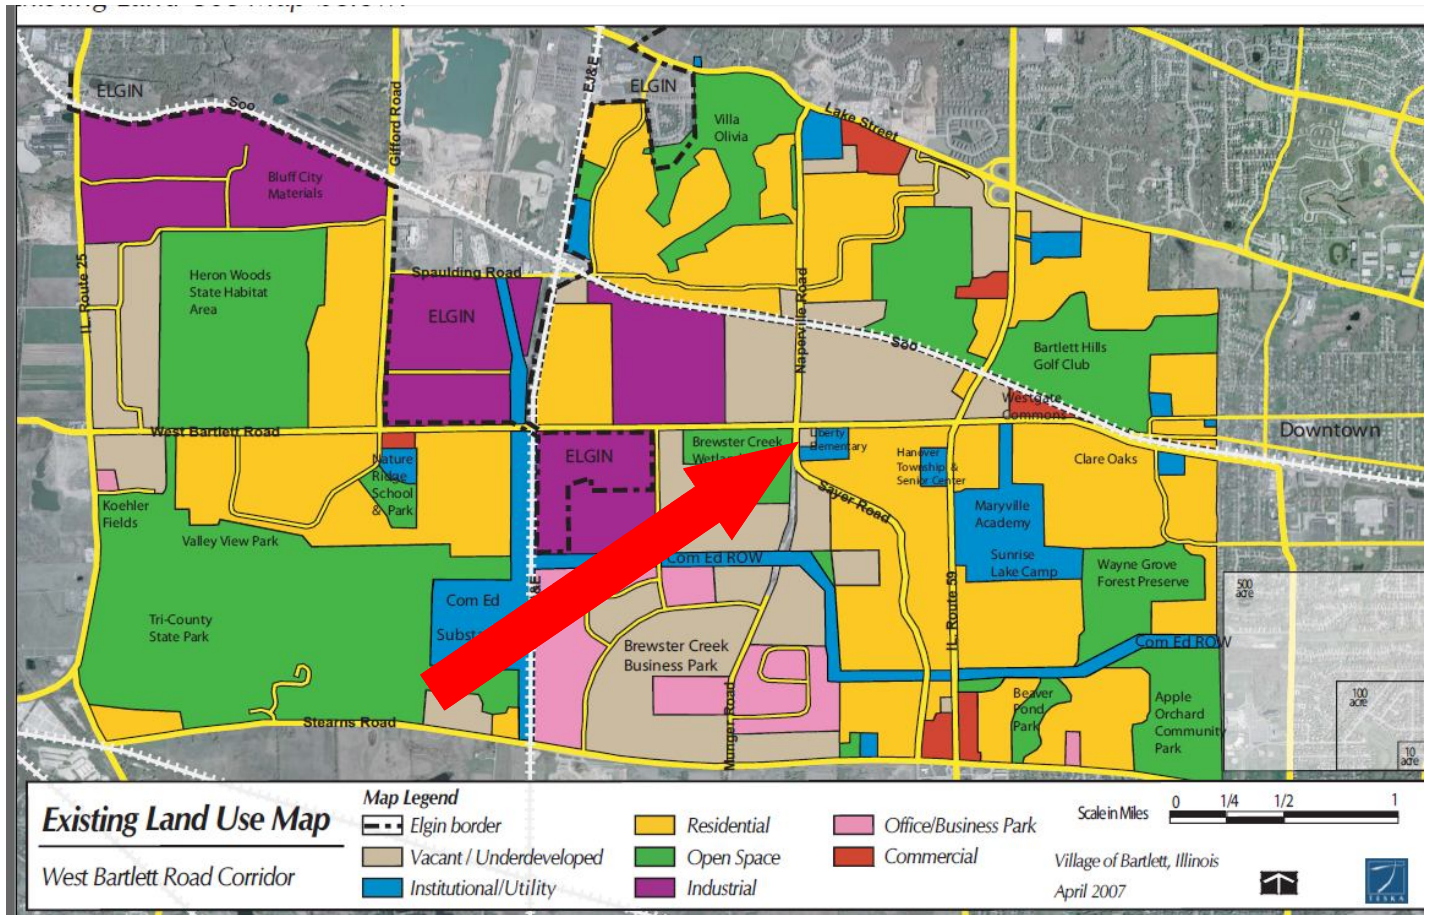 ELGIN
Soo
Gifford Road
EJ&E
ELGIN
Villa
Olivia
Lake Street
Bluff City
Materials
IL. Route 25
Heron Woods
State Habitat
Area
Spaulding Road
ELGIN
Naperville Road
Soo
Bartlett Hills
Golf Club
Westgate
Commons
West Bartlett Road
Downtown
Nature
Ridge
School
& Park
ELGIN
Brewster Creek
Liberty
Elementary
Hanover
Township &
Senior Center
Clare Oaks
Koehler
Fields
Valley View Park
Sayer Road
Maryville
Academy
Sunrise
Lake Camp
Com Ed ROW
Wayne Grove
Forest Preserve
500
acre
Tri-County
State Park
Com Ed
&E
IL. Route 59
Brewster Creek
Business Park
Com Ed ROW
Munger Road
Beaver
Pond
Park
Apple
Orchard
Community
Park
100
acre
10
acre
Stearns Road
Existing Land Use Map
West Bartlett Road Corridor
Map Legend
Elgin border
Vacant / Underdeveloped
Institutional/Utility
Residential
Open Space
Industrial
Office/Business Park
Commercial
Scale in Miles
0 1/4 1/2 1
Village of Bartlett, Illinois
April 2007
TESKA